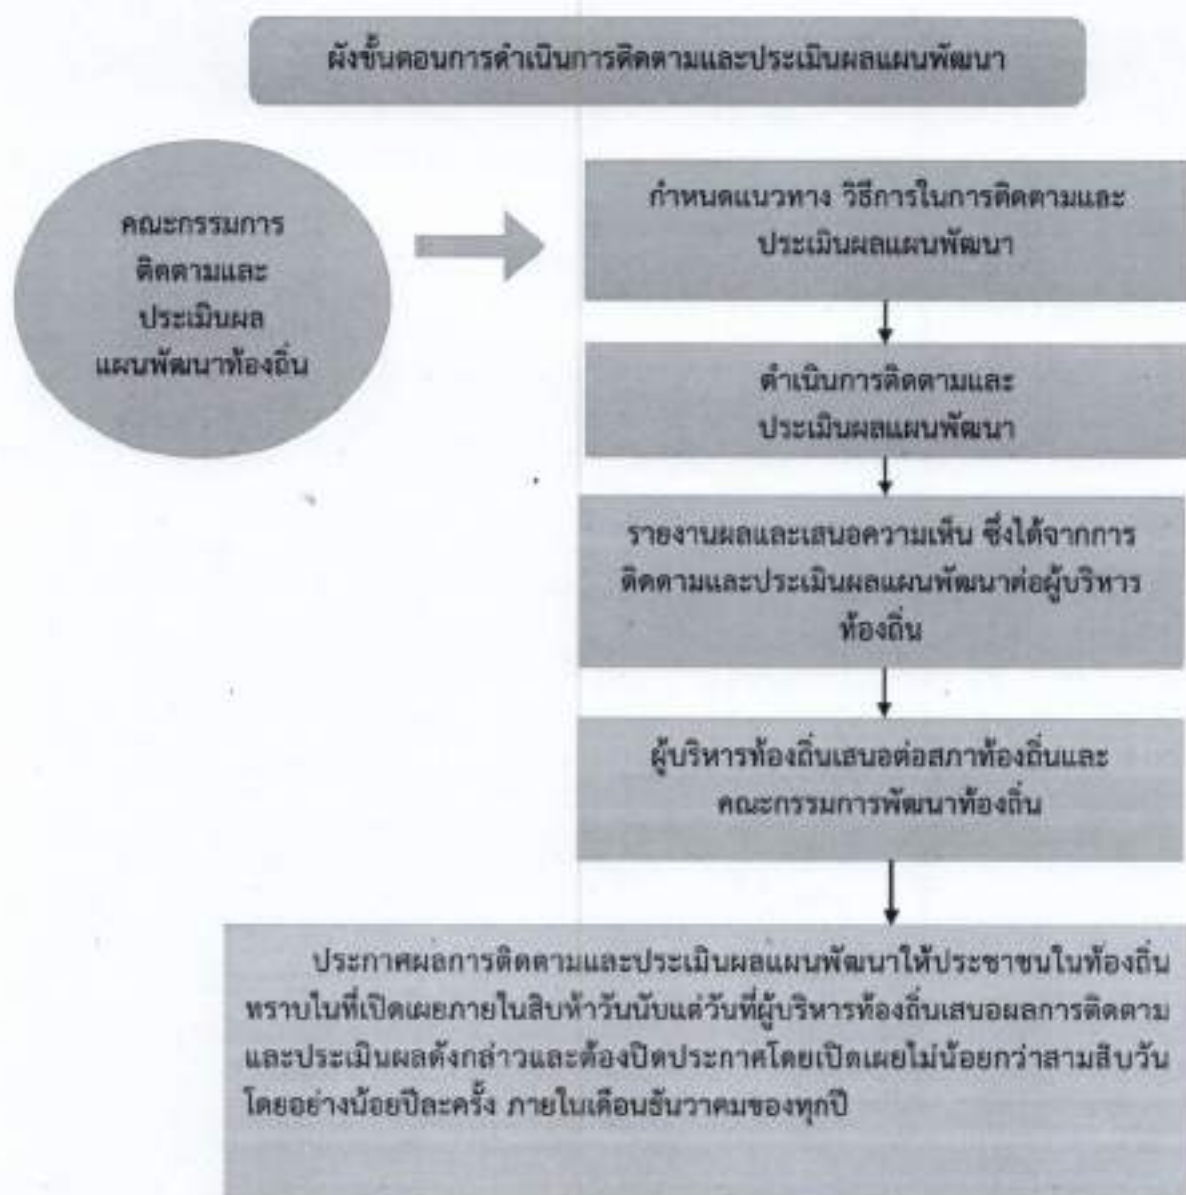 ผังขั้นตอนการดำเนินการติดตามและประเมินผลแผนพัฒนา
คณะกรรมการ
ติดตามและ
ประเมินผล
แผนพัฒนาท้องถิ่น
กำหนดแนวทาง วิธีการในการติดตามและ
ประเมินผลแผนพัฒนา
ดำเนินการติดตามและ
ประเมินผลแผนพัฒนา
รายงานผลและเสนอความเห็น ซึ่งได้จากการ
ติดตามและประเมินผลแผนพัฒนาต่อผู้บริหาร
ท้องถิ่น
ผู้บริหารท้องถิ่นเสนอต่อสภาท้องถิ่นและ
คณะกรรมการพัฒนาท้องถิ่น
ประกาศผลการติดตามและประเมินผลแผนพัฒนาให้ประชาชนในท้องถิ่น
ทราบในที่เปิดเผยภายในสิบห้าวันนับแต่วันที่ผู้บริหารท้องถิ่นเสนอผลการติดตาม
และประเมินผลดังกล่าวและต้องปิดประกาศโดยเปิดเผยไม่น้อยกว่าสามสิบวัน
โดยอย่างน้อยปีละครั้ง ภายในเดือนธันวาคมของทุกปี